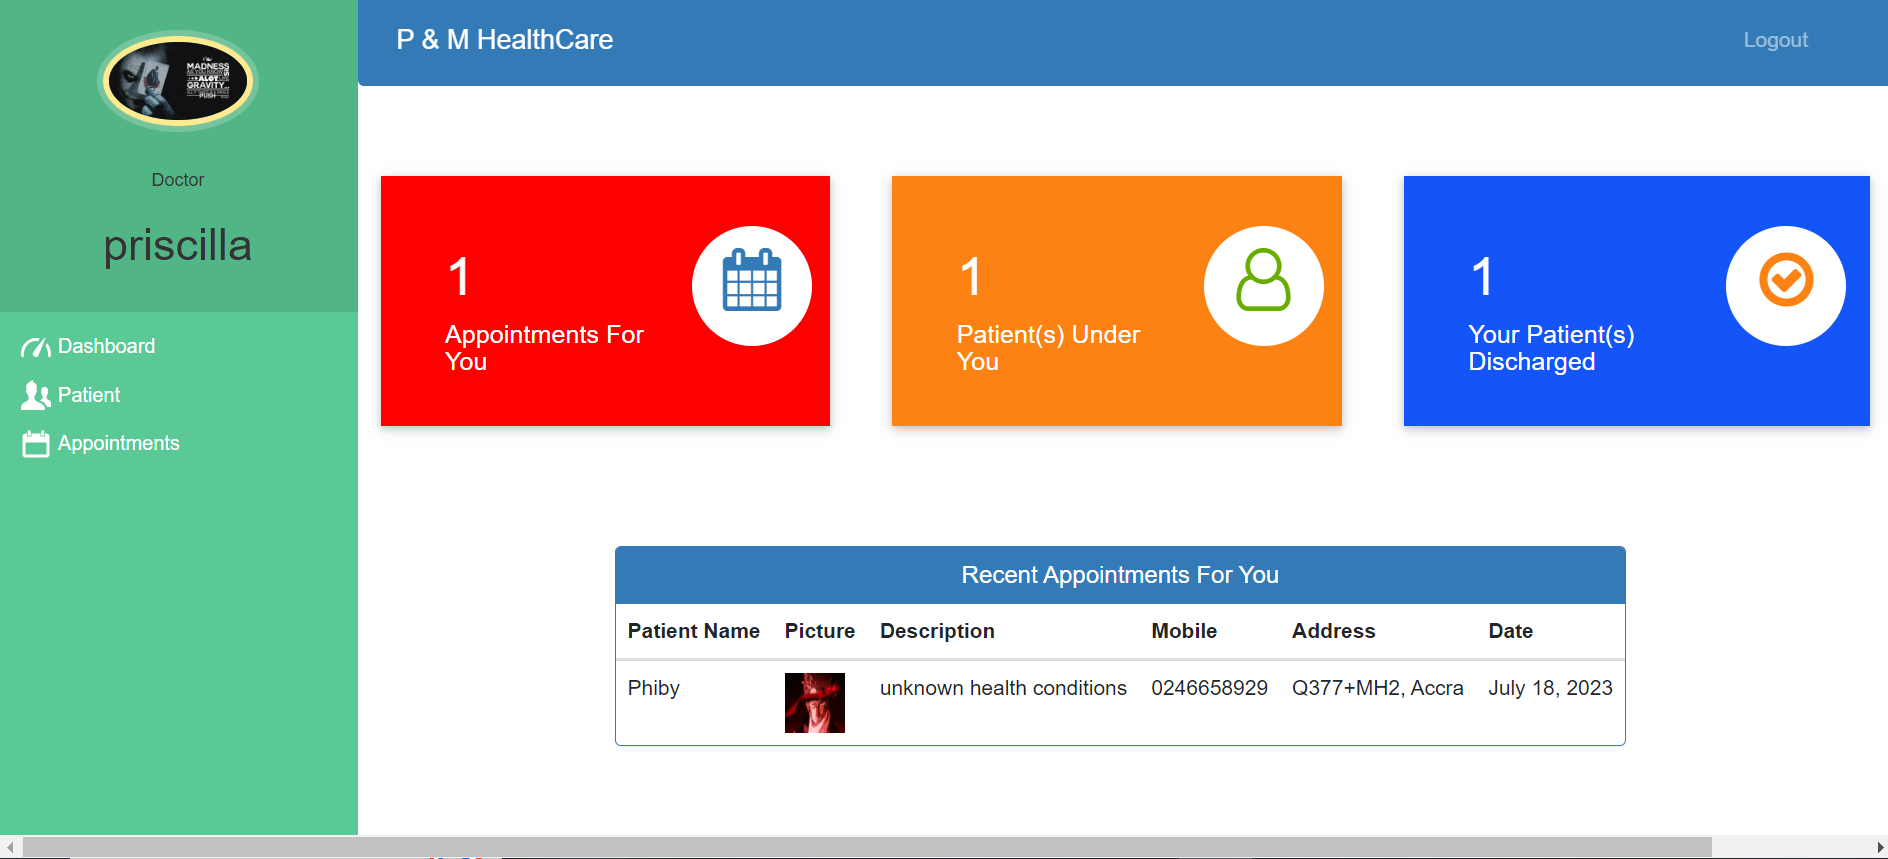 MADNESS
ALOT
GRAVITY
PUSH
Doctor
priscilla
Dashboard
Patient
Appointments
P & M HealthCare
Logout
1
Appointments For
You
1
Patient(s) Under
You
1
Your Patient(s)
Discharged
Recent Appointments For You
Patient Name Picture Description Mobile Address Date
Phiby unknown health conditions 0246658929 Q377+MH2, Accra July 18, 2023